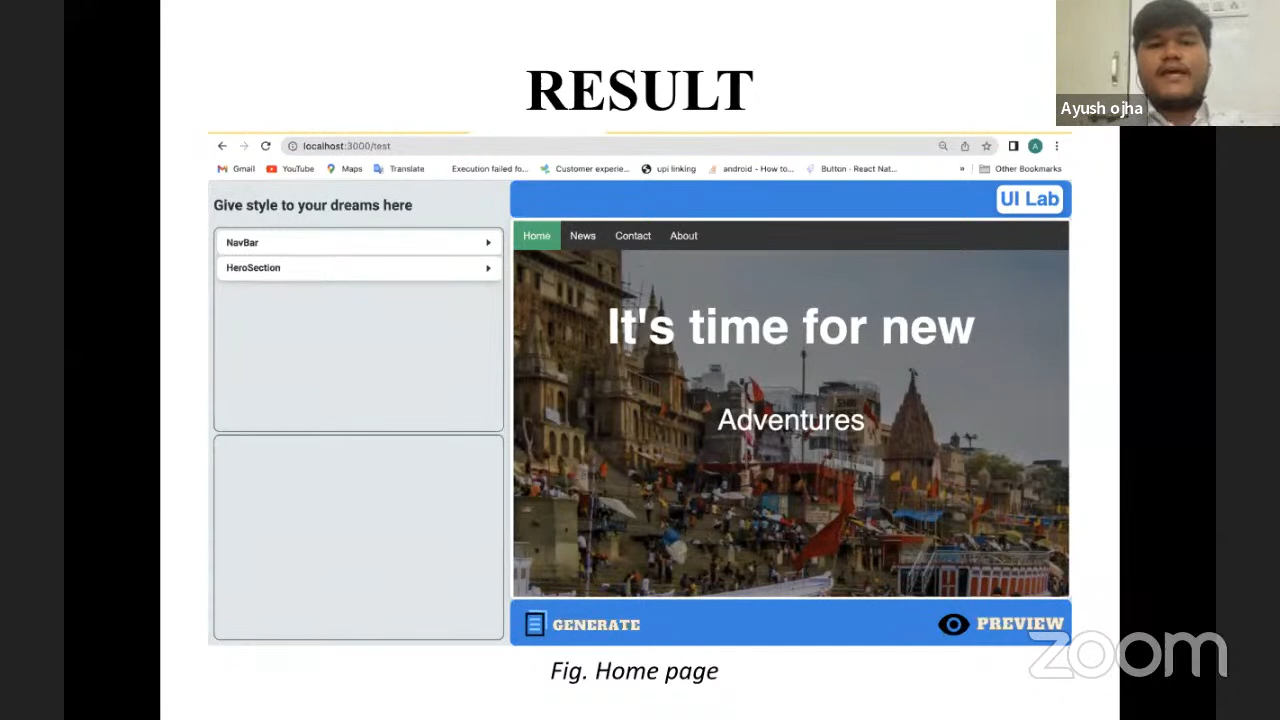 RESULT
Ayush ojha
localhost:3000/test
Gmail YouTube Maps Translate Execution failed fo... Customer experie... upi linking android - How to... Button - React Nat... » Other Bookmarks
Give style to your dreams here
UI Lab
NavBar
HeroSection
Home News Contact About
It's time for new
Adventures
GENERATE
PREVIEW
zoom
Fig. Home page